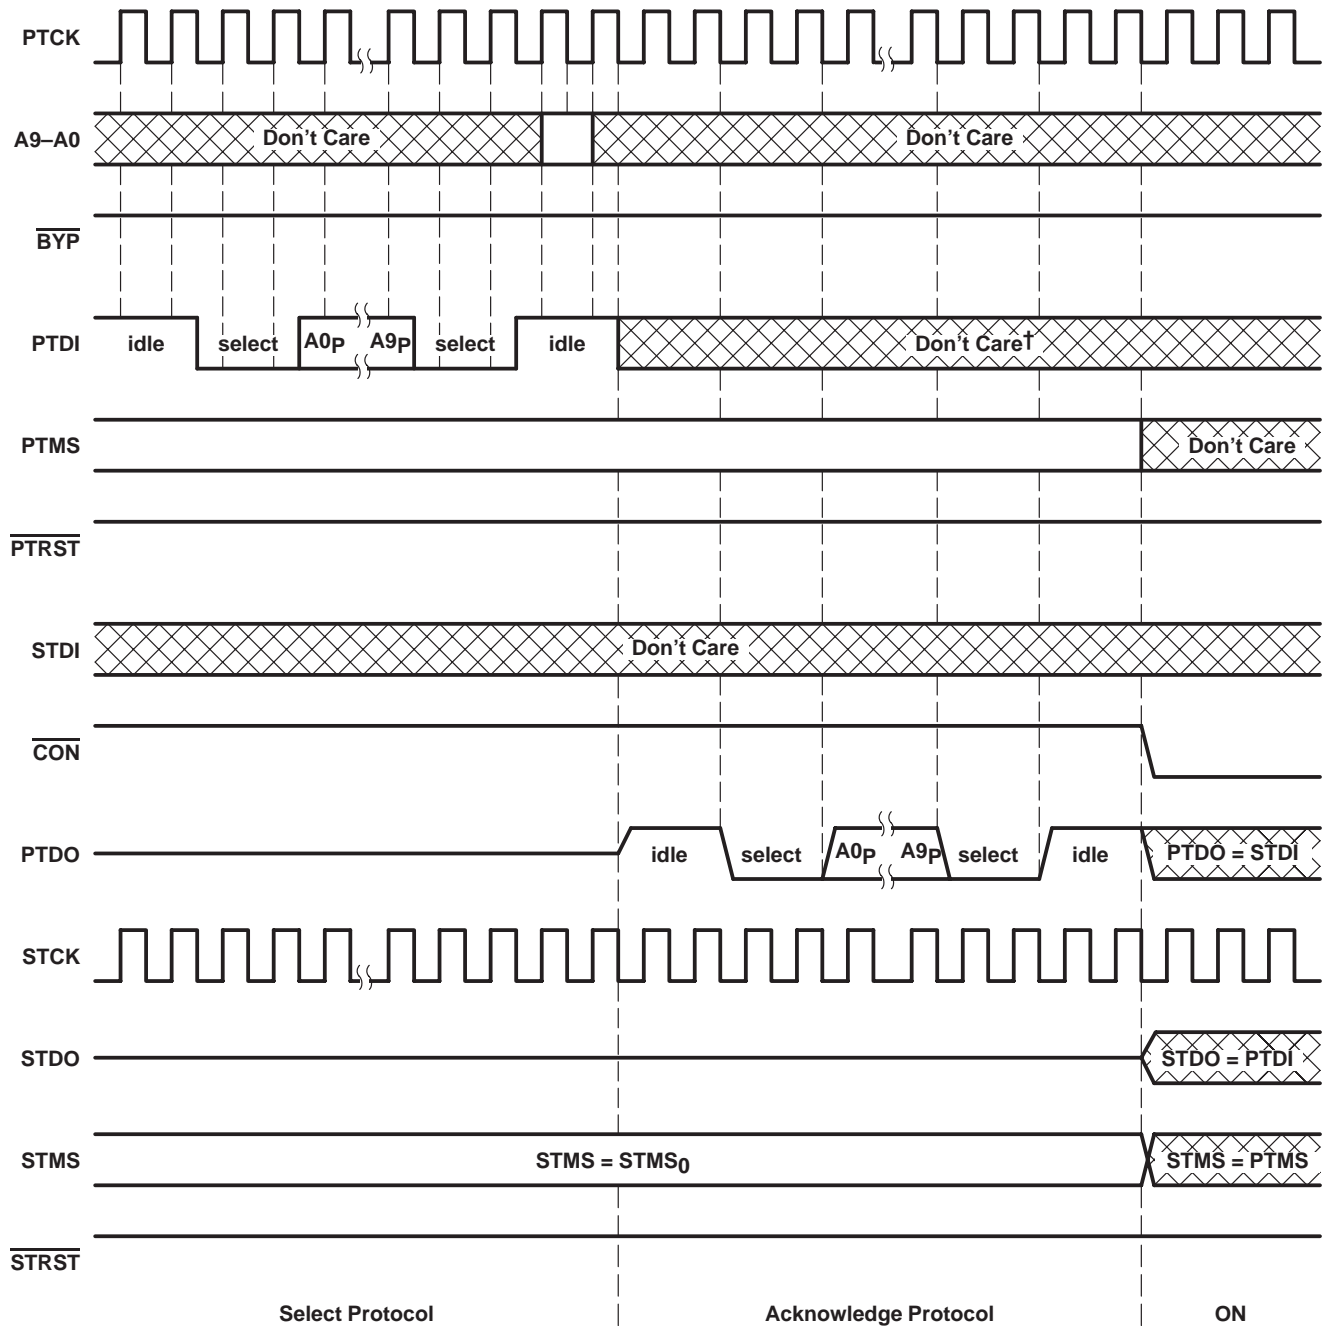 PTCK
A9–A0 Don't Care Don't Care
BYP
PTDI idle select A0P A9P select idle Don't Care†
PTMS Don't Care
PTRST
STDI Don't Care
CON
PTDO idle select A0P A9P select idle PTDO = STDI
STCK
STDO STDO = PTDI
STMS STMS = STMS0 STMS = PTMS
STRST
Select Protocol Acknowledge Protocol ON